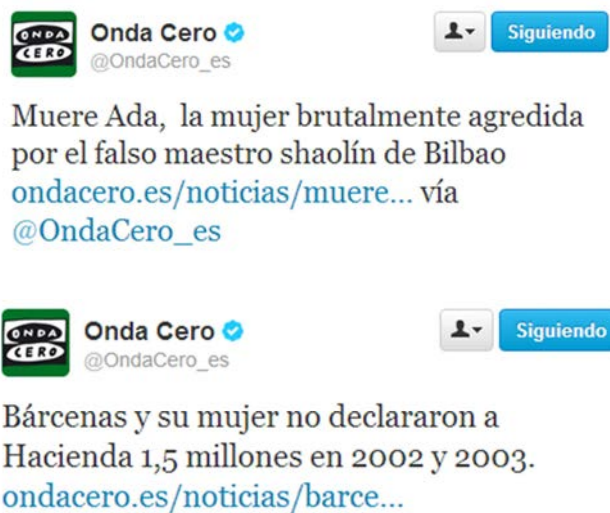 ONDA
CERO
Onda Cero
@OndaCero_es
Siguiendo
Muere Ada, la mujer brutalmente agredida
por el falso maestro shaolín de Bilbao
ondacero.es/noticias/muere... vía
@OndaCero_es
ONDA
CERO
Onda Cero
@OndaCero_es
Siguiendo
Bárcenas y su mujer no declararon a
Hacienda 1,5 millones en 2002 y 2003.
ondacero.es/noticias/barce...